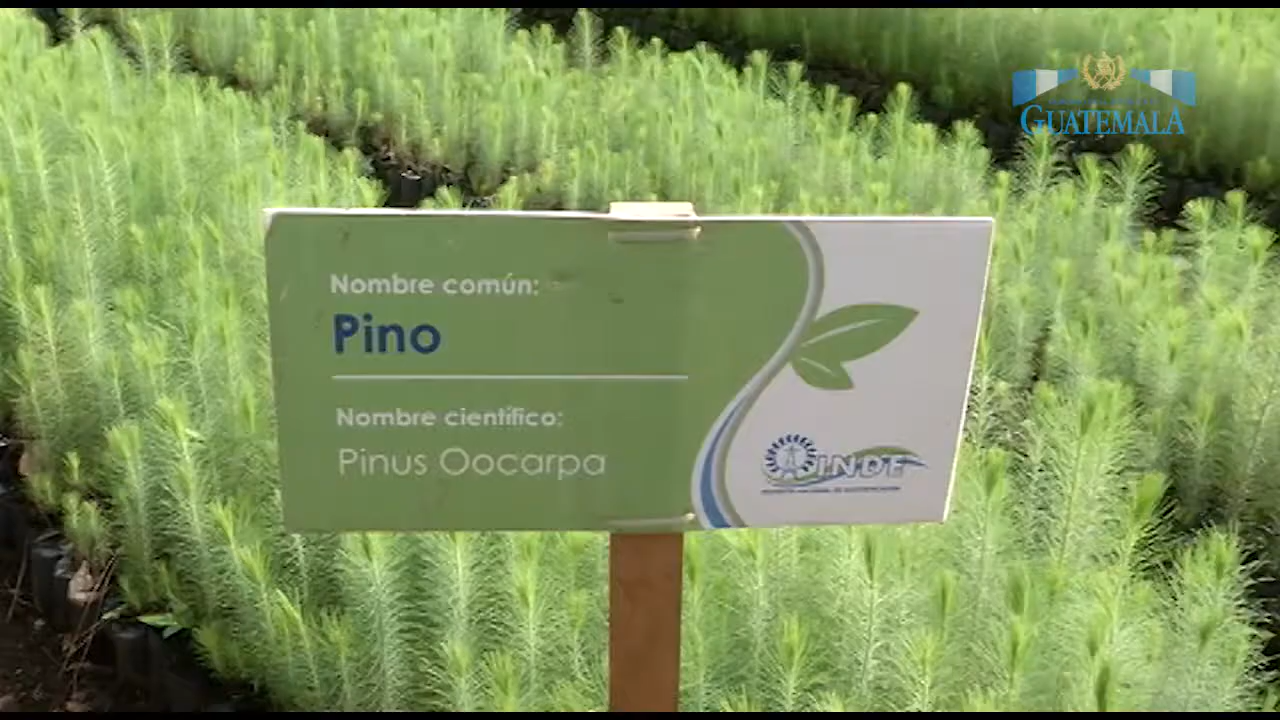 GUATEMALA
Nombre común:
Pino
Nombre científico:
Pinus Oocarpa
INDE